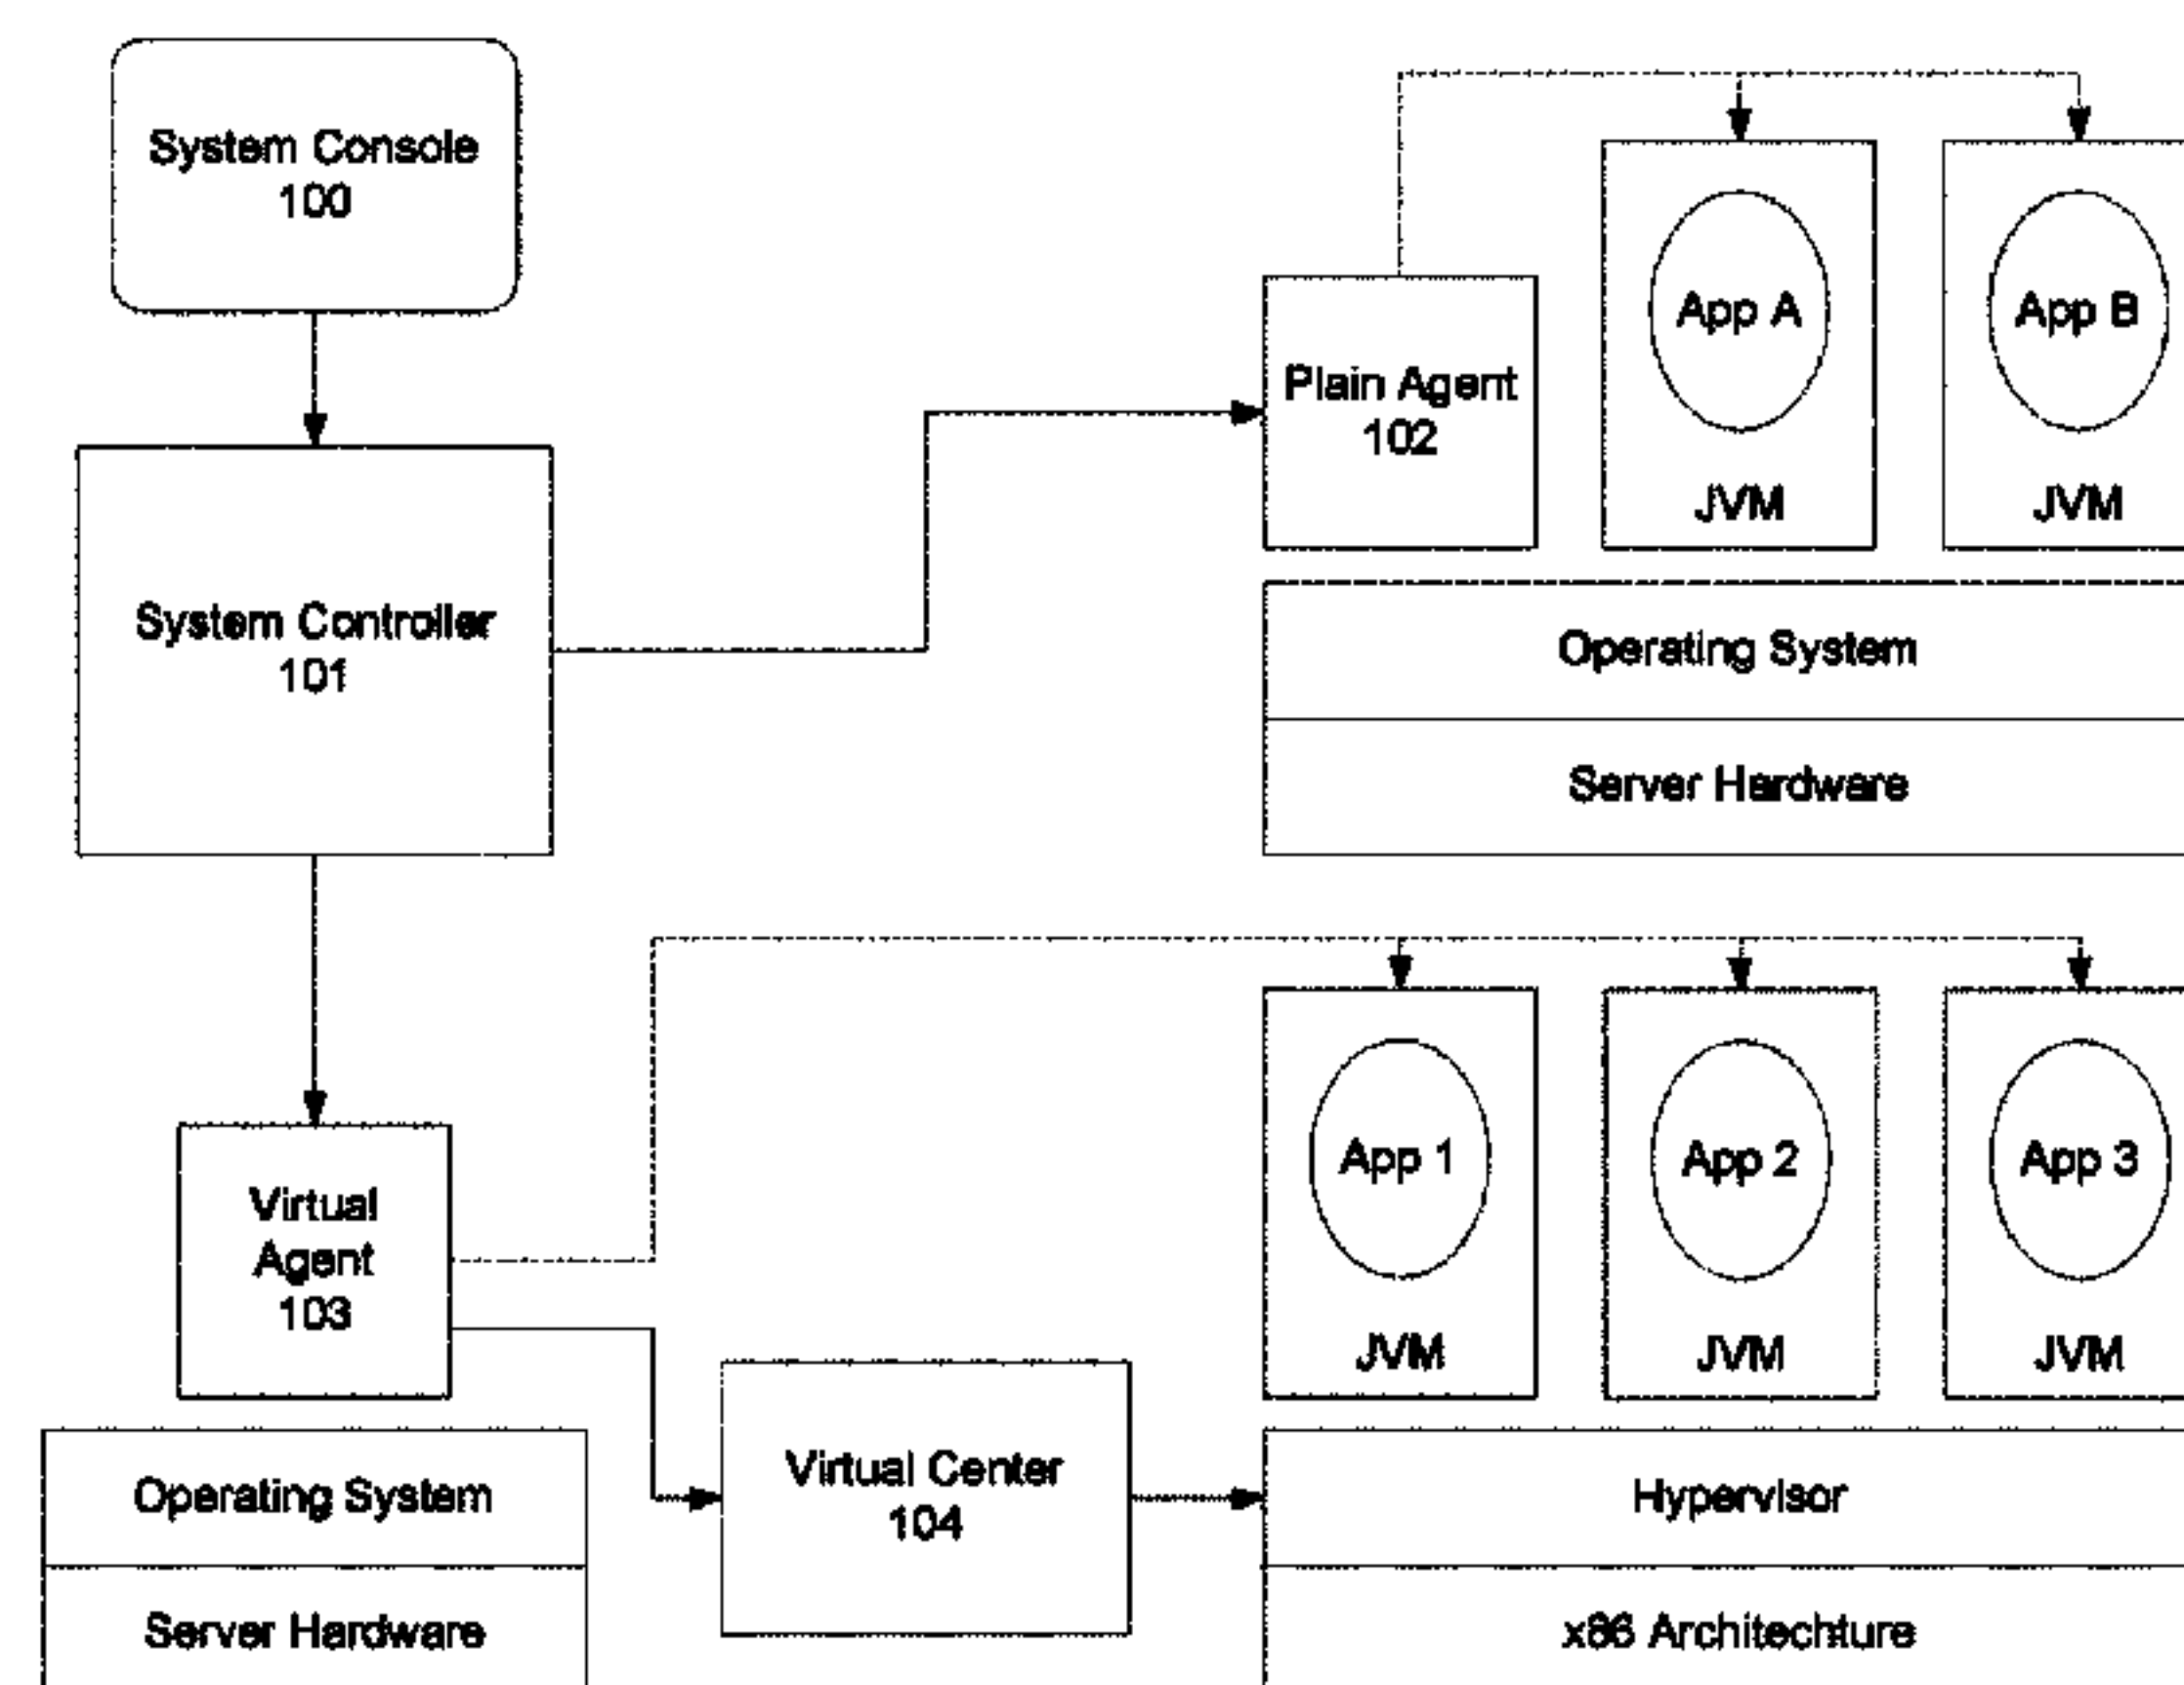 System Console
100
System Controller
101
Plain Agent
102
App A
JVM
App B
JVM
Operating System
Server Hardware
Virtual
Agent
103
Operating System
Server Hardware
Virtual Center
104
App 1
JVM
App 2
JVM
App 3
JVM
Hypervisor
x86 Architechture